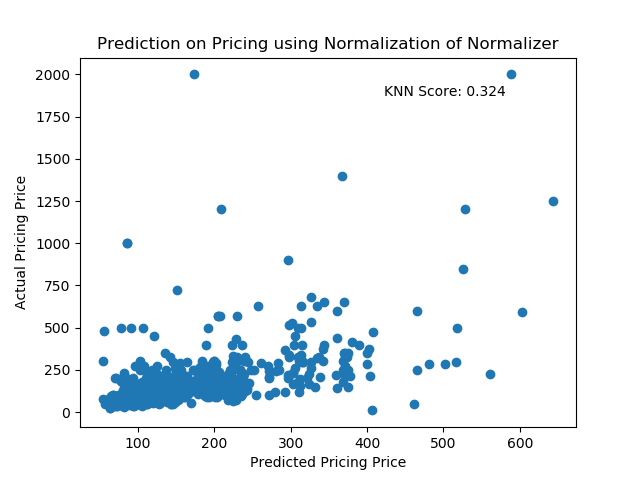 Prediction on Pricing using Normalization of Normalizer
2000
KNN Score: 0.324
1750
1500
1250
1000
750
500
250
0
Actual Pricing Price
100 200 300 400 500 600
Predicted Pricing Price